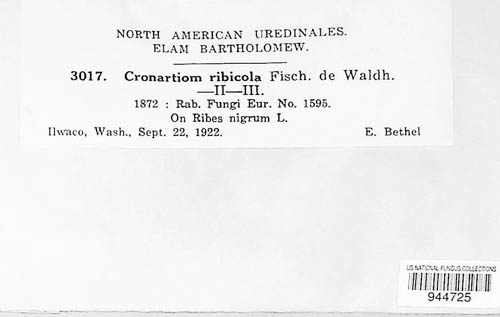 NORTH AMERICAN UREDINALES.
ELAM BARTHOLOMEW.
3017. Cronartiom ribicola Fisch. de Waldh.
—II—III.
1872 : Rab. Fungi Eur. No. 1595.
On Ribes nigrum L.
Ilwaco, Wash., Sept. 22, 1922. E. Bethel
US NATIONAL FUNGUS COLLECTIONS
944725